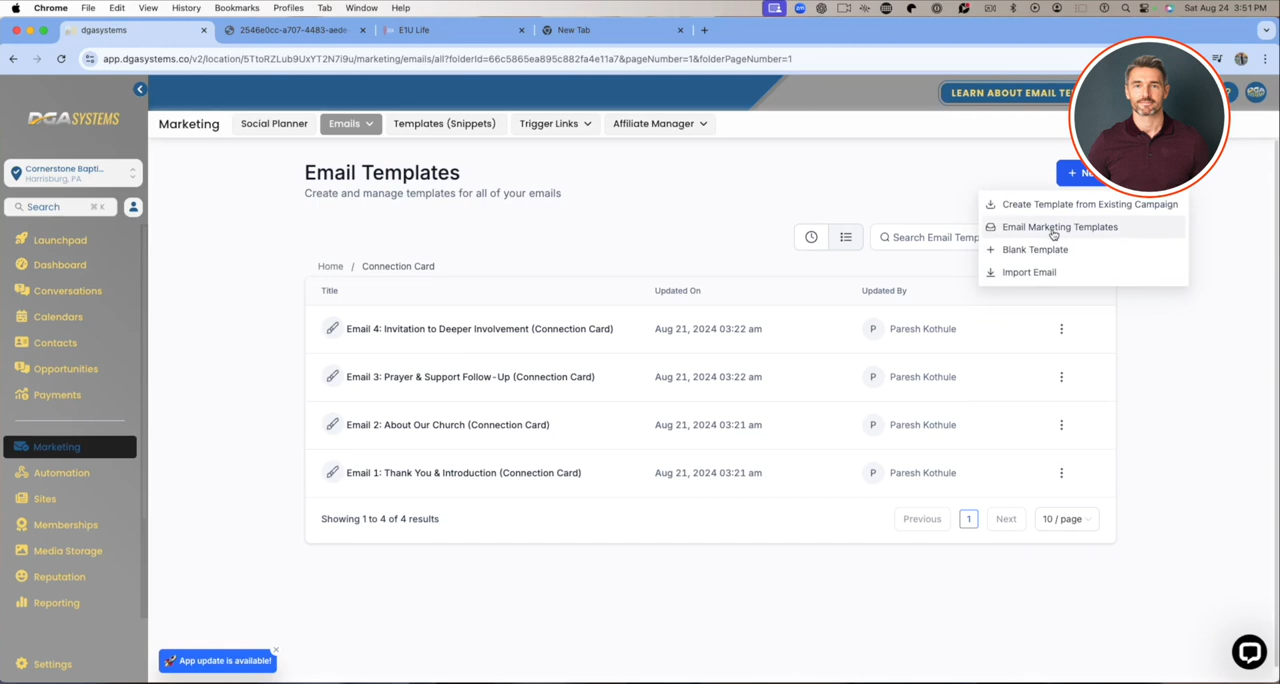 Chrome File Edit View History Bookmarks Profiles Tab Window Help Sat Aug 24 3:51 PM
dgasystems 2546e0cc-a707-4483-aede E1U Life New Tab
app.dgasystems.co/v2/location/5TtoRZLub9UxYT2N7i9u/marketing/emails/all?folderId=66c5865ea895c882fa4e11a7&pageNumber=1&folderPageNumber=1
LEARN ABOUT EMAIL
DGASYSTEMS
Marketing Social Planner Emails Templates (Snippets) Trigger Links Affiliate Manager
Cornerstone Bapti...
Harrisburg, PA
Search ⌘ K
Launchpad
Dashboard
Conversations
Calendars
Contacts
Opportunities
Payments
Marketing
Automation
Sites
Memberships
Media Storage
Reputation
Reporting
Settings
Email Templates
Create and manage templates for all of your emails
Create Template from Existing Campaign
Email Marketing Templates
Blank Template
Import Email
Search Email Temp
Home / Connection Card
Title Updated On Updated By
Email 4: Invitation to Deeper Involvement (Connection Card) Aug 21, 2024 03:22 am P Paresh Kothule
Email 3: Prayer & Support Follow-Up (Connection Card) Aug 21, 2024 03:22 am P Paresh Kothule
Email 2: About Our Church (Connection Card) Aug 21, 2024 03:21 am P Paresh Kothule
Email 1: Thank You & Introduction (Connection Card) Aug 21, 2024 03:21 am P Paresh Kothule
Showing 1 to 4 of 4 results Previous 1 Next 10 / page
App update is available!